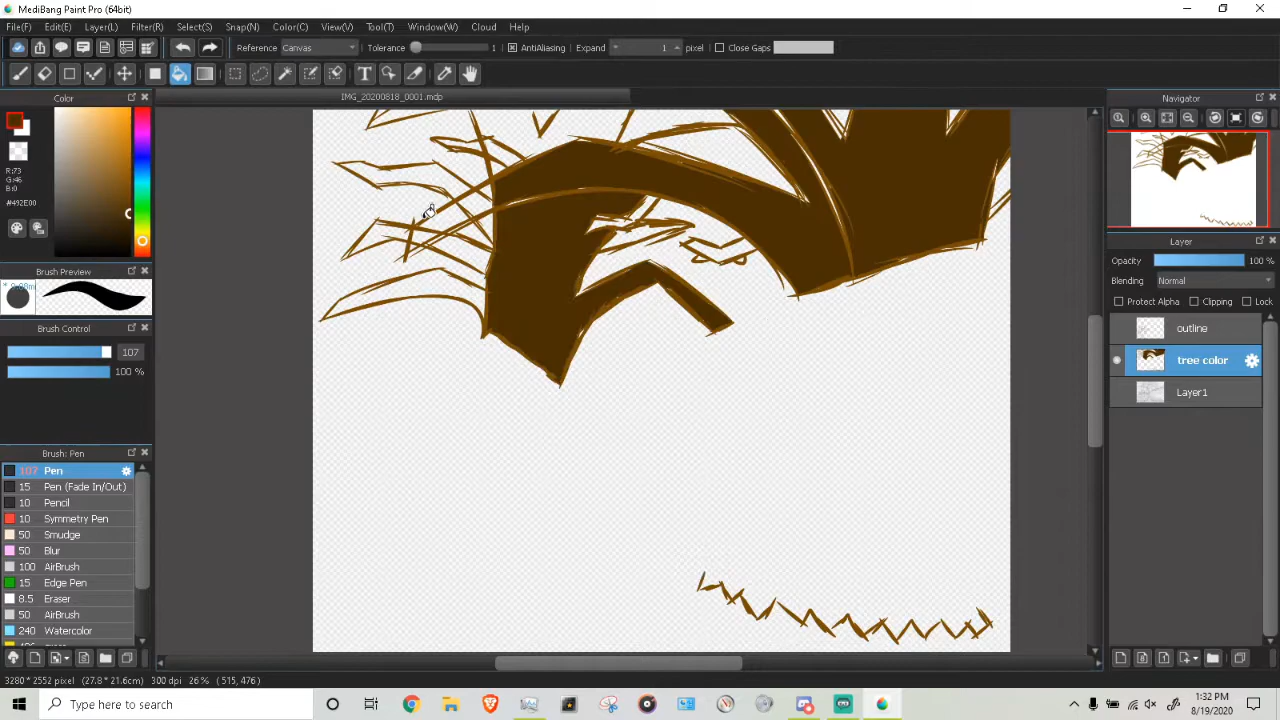 MediBang Paint Pro (64bit)
File(F) Edit(E) Layer(L) Filter(R) Select(S) Snap(N) Color(C) View(V) Tool(T) Window(W) Cloud Help
Reference Canvas Tolerance 1 AntiAliasing Expand 1 pixel Close Gaps
T
Color
IMG_20200818_0001.mdp
Navigator
R:73
G:46
B:0
#492E00
Layer
Opacity 100 %
Brush Preview
Blending Normal
Protect Alpha Clipping Lock
Brush Control
outline
107
tree color
100 %
Layer1
Brush: Pen
107 Pen
15 Pen (Fade In/Out)
10 Pencil
10 Symmetry Pen
50 Smudge
50 Blur
100 AirBrush
15 Edge Pen
8.5 Eraser
50 AirBrush
240 Watercolor
3280 * 2552 pixel (27.8 * 21.6cm) 300 dpi 26 % ( 515, 476)
Type here to search
1:32 PM
8/19/2020